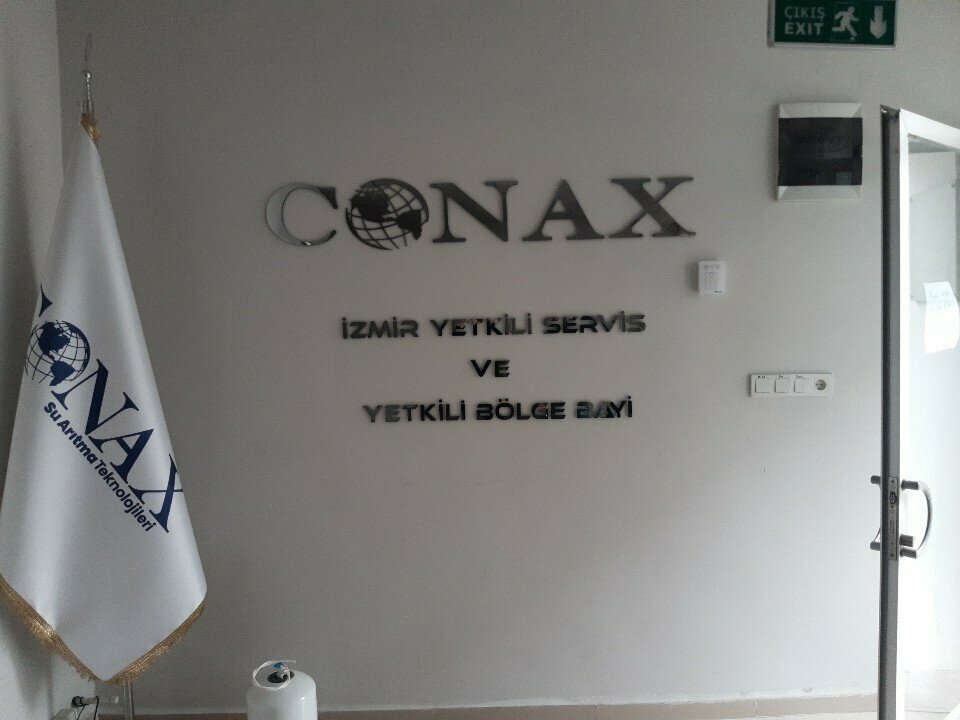 ÇIKIŞ
EXIT
CONAX
İZMİR YETKİLİ SERVİS
VE
YETKİLİ BÖLGE BAYİ
CONAX
Su Arıtma Teknolojileri